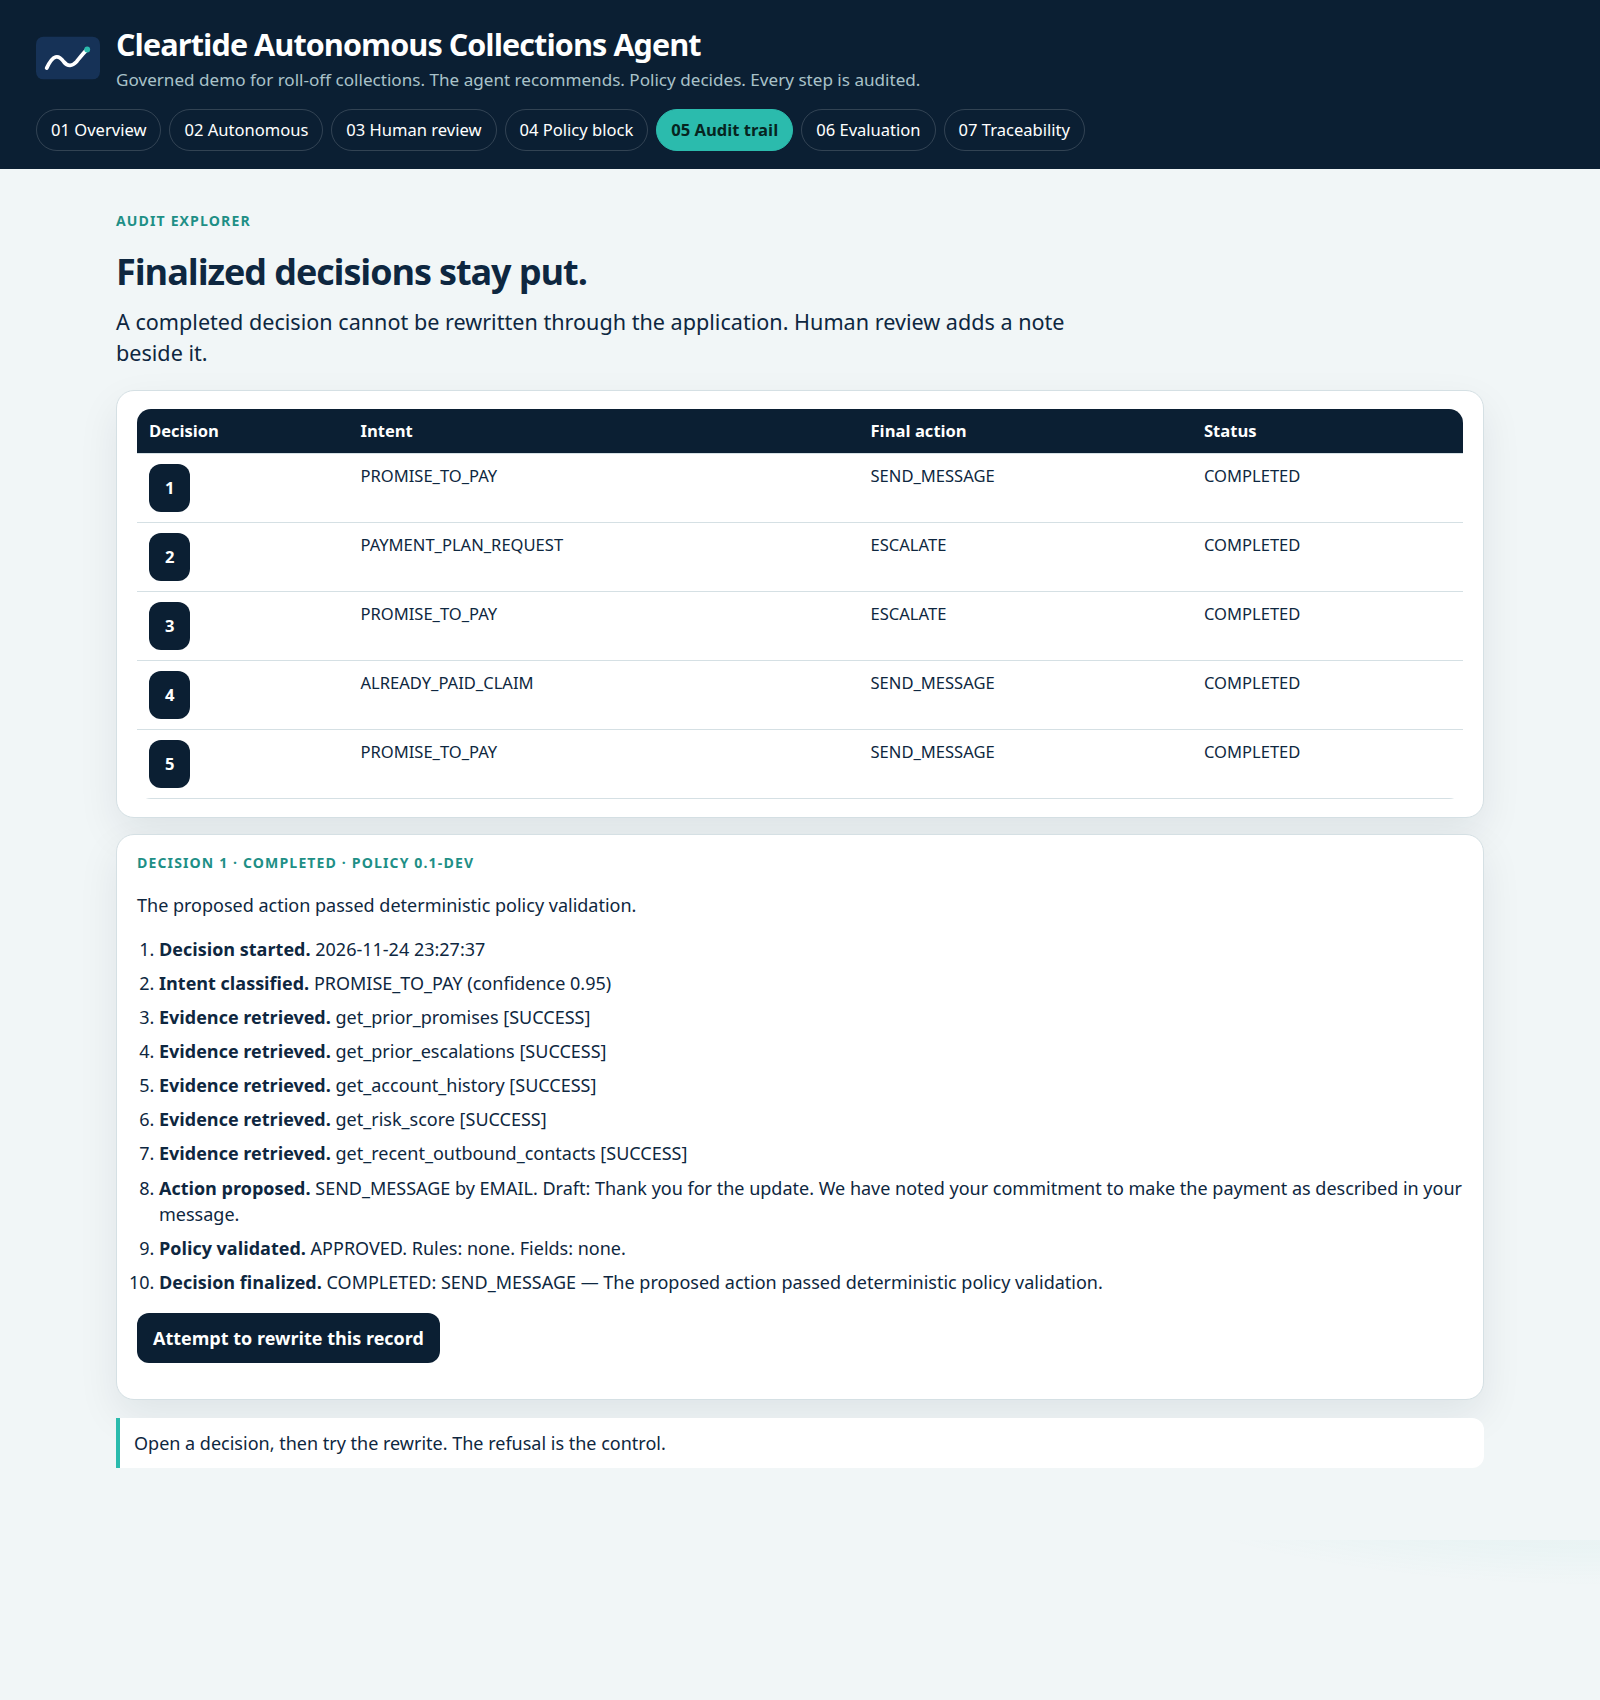 Cleartide Autonomous Collections Agent
Governed demo for roll-off collections. The agent recommends. Policy decides. Every step is audited.
01 Overview 02 Autonomous 03 Human review 04 Policy block 05 Audit trail 06 Evaluation 07 Traceability
AUDIT EXPLORER
Finalized decisions stay put.
A completed decision cannot be rewritten through the application. Human review adds a note
beside it.
Decision Intent Final action Status
1 PROMISE_TO_PAY SEND_MESSAGE COMPLETED
2 PAYMENT_PLAN_REQUEST ESCALATE COMPLETED
3 PROMISE_TO_PAY ESCALATE COMPLETED
4 ALREADY_PAID_CLAIM SEND_MESSAGE COMPLETED
5 PROMISE_TO_PAY SEND_MESSAGE COMPLETED
DECISION 1 · COMPLETED · POLICY 0.1-DEV
The proposed action passed deterministic policy validation.
1. Decision started. 2026-11-24 23:27:37
2. Intent classified. PROMISE_TO_PAY (confidence 0.95)
3. Evidence retrieved. get_prior_promises [SUCCESS]
4. Evidence retrieved. get_prior_escalations [SUCCESS]
5. Evidence retrieved. get_account_history [SUCCESS]
6. Evidence retrieved. get_risk_score [SUCCESS]
7. Evidence retrieved. get_recent_outbound_contacts [SUCCESS]
8. Action proposed. SEND_MESSAGE by EMAIL. Draft: Thank you for the update. We have noted your commitment to make the payment as described in your
message.
9. Policy validated. APPROVED. Rules: none. Fields: none.
10. Decision finalized. COMPLETED: SEND_MESSAGE — The proposed action passed deterministic policy validation.
Attempt to rewrite this record
Open a decision, then try the rewrite. The refusal is the control.